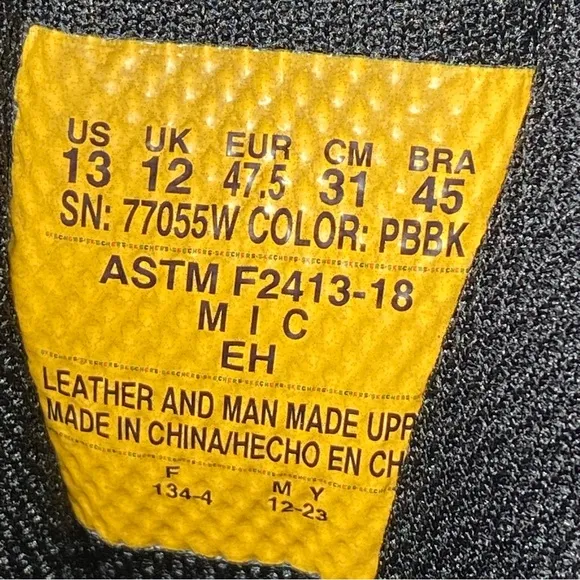 US UK EUR CM BRA
13 12 47.5 31 45
SN: 77055W COLOR: PBBK
ASTM F2413-18
M I C
EH
LEATHER AND MAN MADE UPP
MADE IN CHINA/HECHO EN CH
F M Y
134-4 12-23